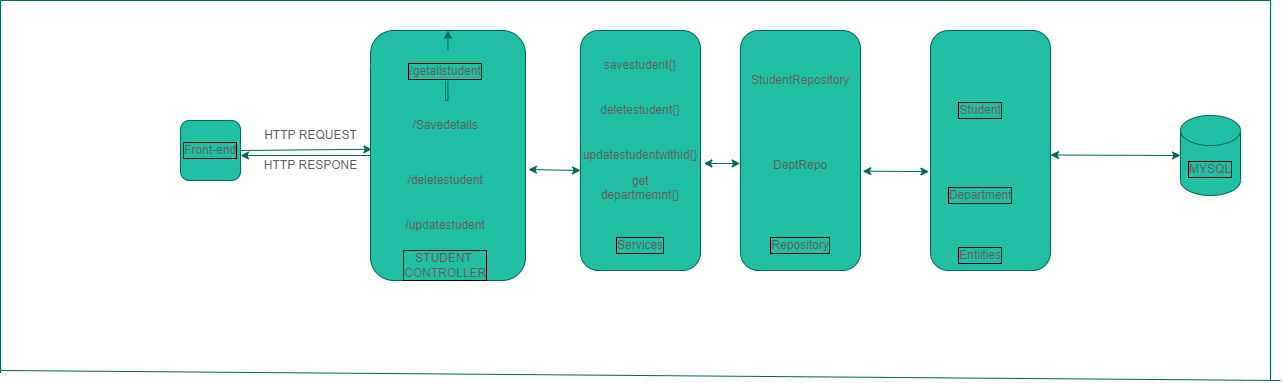 Front-end
HTTP REQUEST
HTTP RESPONE
/getallstudent
/Savedetails
/deletestudent
/updatestudent
STUDENT
CONTROLLER
savestudent{}
deletestudent{}
updatestudentwithid{}
get
departmemnt{}
Services
StudentRepository
DeptRepo
Repository
Student
Department
Entiities
MYSQL